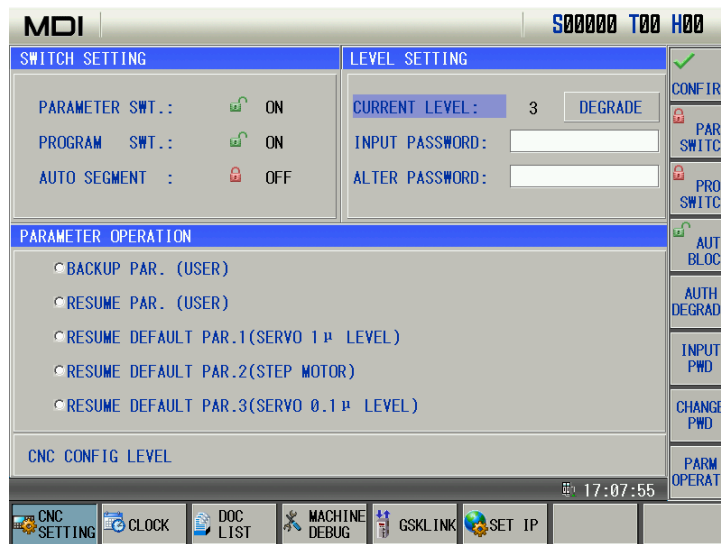 MDI
S00000 T00 H00
SWITCH SETTING
PARAMETER SWT.: ON
PROGRAM SWT.: ON
AUTO SEGMENT : OFF
LEVEL SETTING
CURRENT LEVEL: 3 DEGRADE
INPUT PASSWORD:
ALTER PASSWORD:
PARAMETER OPERATION
BACKUP PAR. (USER)
RESUME PAR. (USER)
RESUME DEFAULT PAR.1(SERVO 1μ LEVEL)
RESUME DEFAULT PAR.2(STEP MOTOR)
RESUME DEFAULT PAR.3(SERVO 0.1μ LEVEL)
CNC CONFIG LEVEL
17:07:55
CONFIR
PAR
SWITC
PRO
SWITC
AUT
BLOC
AUTH
DEGRAD
INPUT
PWD
CHANGE
PWD
PARM
OPERAT
CNC
SETTING
CLOCK
DOC
LIST
MACHINE
DEBUG
GSKLINK
SET IP